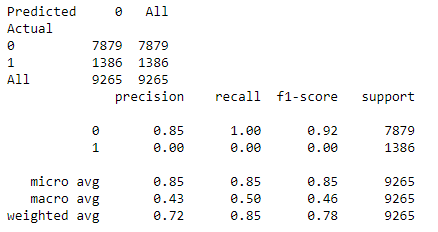 Predicted 0 All
Actual
0 7879 7879
1 1386 1386
All 9265 9265
precision recall f1-score support
0 0.85 1.00 0.92 7879
1 0.00 0.00 0.00 1386
micro avg 0.85 0.85 0.85 9265
macro avg 0.43 0.50 0.46 9265
weighted avg 0.72 0.85 0.78 9265